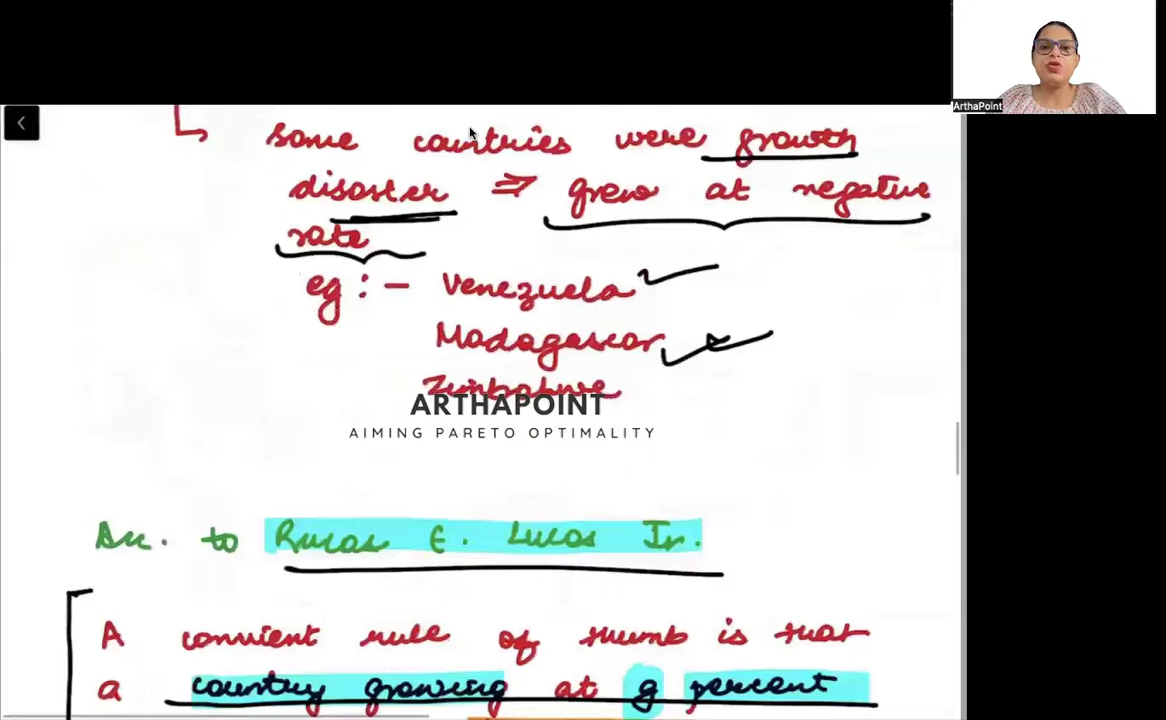 ArthaPoint
some countries were growth
disaster ⇒ grew at negative
rate
eg :- Venezuela
Madagascar
Zimbabwe
ARTHAPOINT
AIMING PARETO OPTIMALITY
Acc. to E. Lucas Jr.
A convient rule of thumb is that
a country growing at g percent